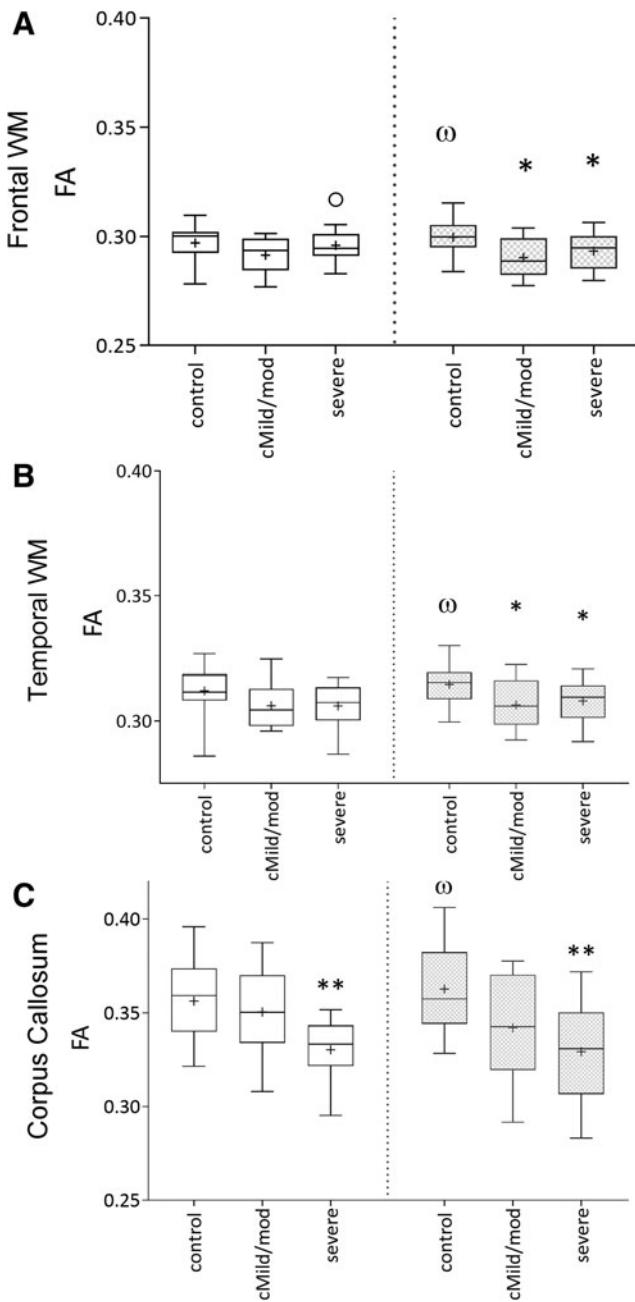 A
Frontal WM
FA
0.40
0.35
0.30
0.25
ω
*
*
control
cMild/mod
severe
control
cMild/mod
severe
B
Temporal WM
FA
0.40
0.35
0.30
ω
*
*
control
cMild/mod
severe
control
cMild/mod
severe
C
Corpus Callosum
FA
0.40
0.35
0.30
0.25
**
ω
**
control
cMild/mod
severe
control
cMild/mod
severe